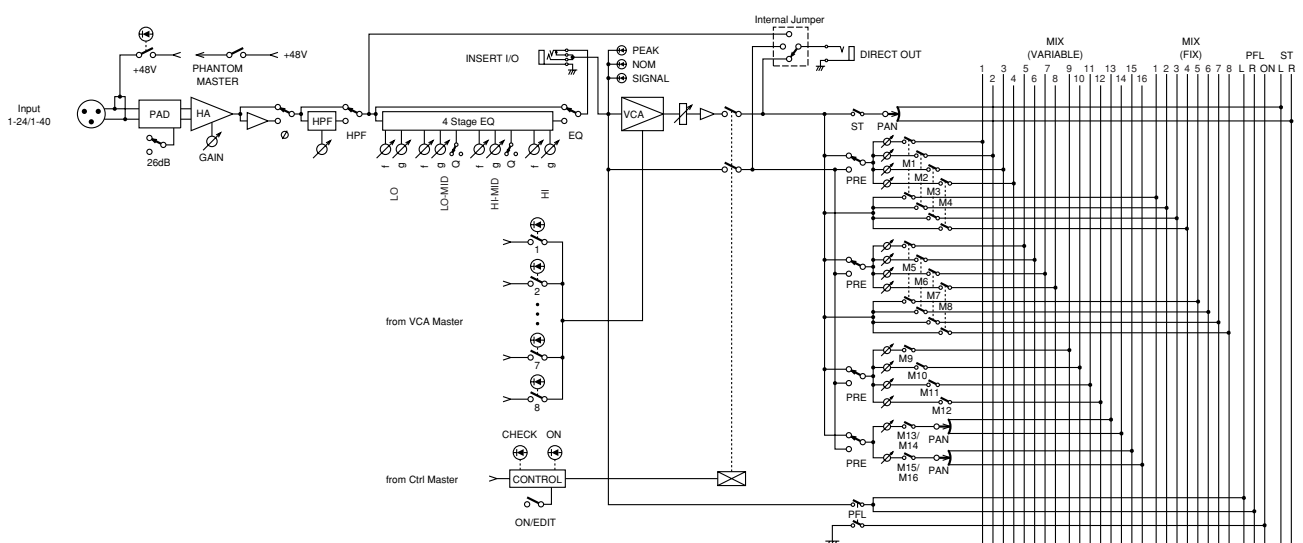 Internal Jumper
+48V
PHANTOM
MASTER
+48V
INSERT I/O
PEAK
NOM
SIGNAL
DIRECT OUT
MIX
(VARIABLE)
MIX
(FIX)
PFL
ST
1 3 5 7 9 11 13 15
2 4 6 8 10 12 14 16
1 2 3 4 5 6 7 8
L R ON
L R
Input
1-24/1-40
PAD
26dB
HA
GAIN
Ø
HPF
HPF
4 Stage EQ
EQ
f g
f g Q
f g Q
f g
LO
LO-MID
HI-MID
HI
VCA
ST
PAN
PRE
M1
M2
M3
M4
PRE
M5
M6
M7
M8
PRE
M9
M10
M11
M12
PRE
M13/
M14
PAN
M15/
M16
PAN
PFL
1
2
from VCA Master
7
8
CHECK ON
from Ctrl Master
CONTROL
ON/EDIT